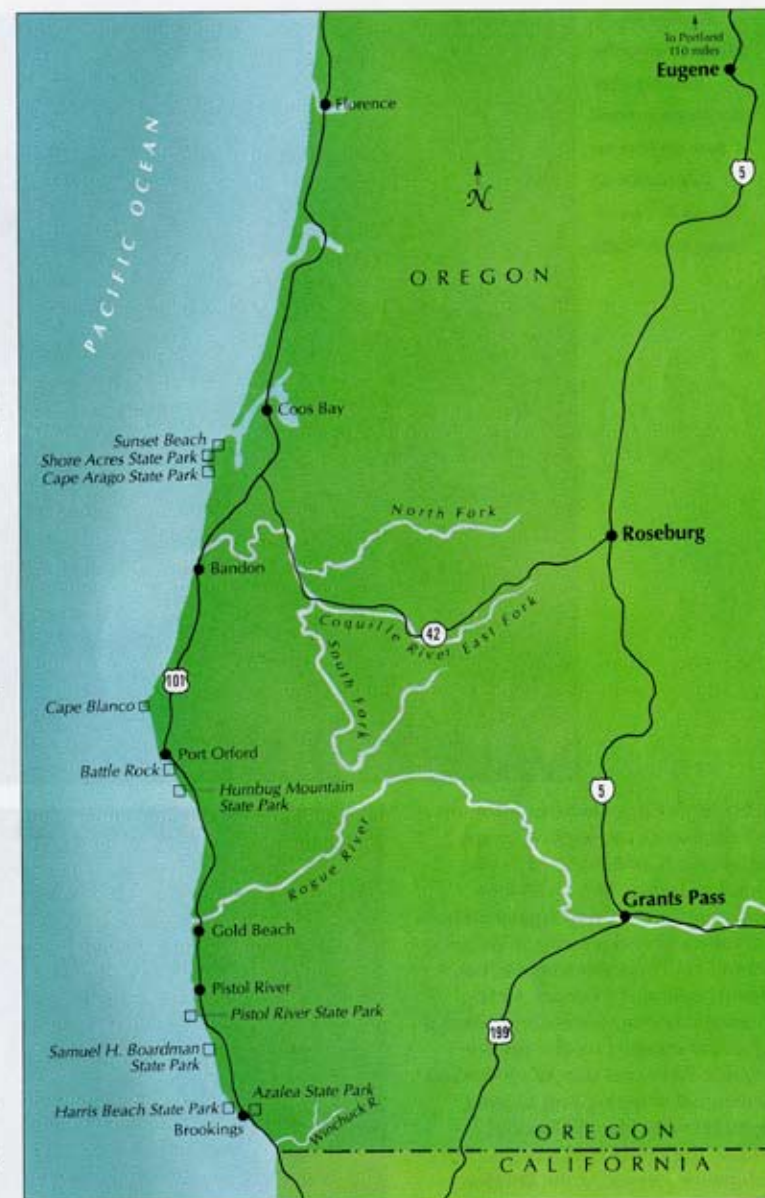 To Portland
110 miles
Eugene
Florence
5
N
PACIFIC OCEAN
OREGON
Coos Bay
Sunset Beach
Shore Acres State Park
Cape Arago State Park
North Fork
Roseburg
Bandon
42
Coquille River
East Fork
South Fork
101
Cape Blanco
Port Orford
Battle Rock
Humbug Mountain
State Park
5
Rogue River
Grants Pass
Gold Beach
Pistol River
Pistol River State Park
199
Samuel H. Boardman
State Park
Azalea State Park
Harris Beach State Park
Brookings
Winchuck R.
OREGON
CALIFORNIA